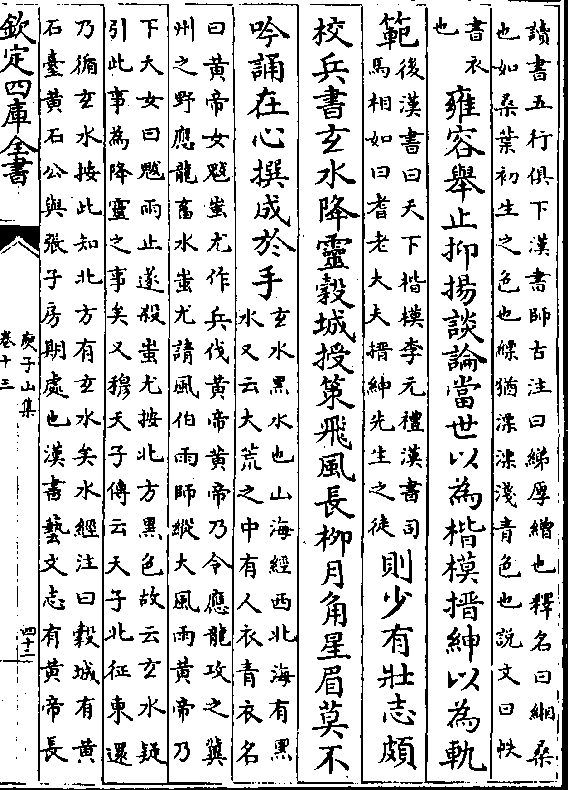 讀書五行俱下漢書師古注曰綈厚繒也釋名曰緗桑
也如桑葉初生之色也縹猶漂漂淺青色也說文曰帙
書衣
也
雍容舉止抑揚談論當世以為楷模搢紳以為軌
範
後漢書曰天下楷模李元禮漢書司
馬相如曰耆老大夫搢紳先生之徒
則少有壯志頗
校兵書玄水降靈穀城授策飛風長柳月角星眉莫不
吟誦在心撰成於手
玄水黑水也山海經西北海有黑
水又云大荒之中有人衣青衣名
曰黃帝女魃蚩尤作兵伐黃帝黃帝乃令應龍攻之冀
州之野應龍畜水蚩尤請風伯雨師縱大風雨黃帝乃
下天女曰魃雨止遂殺蚩尤按北方黑色故云玄水疑
引此事為降靈之事矣又穆天子傳云天子北征東還
乃循玄水按此知北方有玄水矣水經注曰穀城有黃
石臺黃石公與張子房期處也漢書藝文志有黃帝長
欽定四庫全書
庾子山集
卷十三
四十二